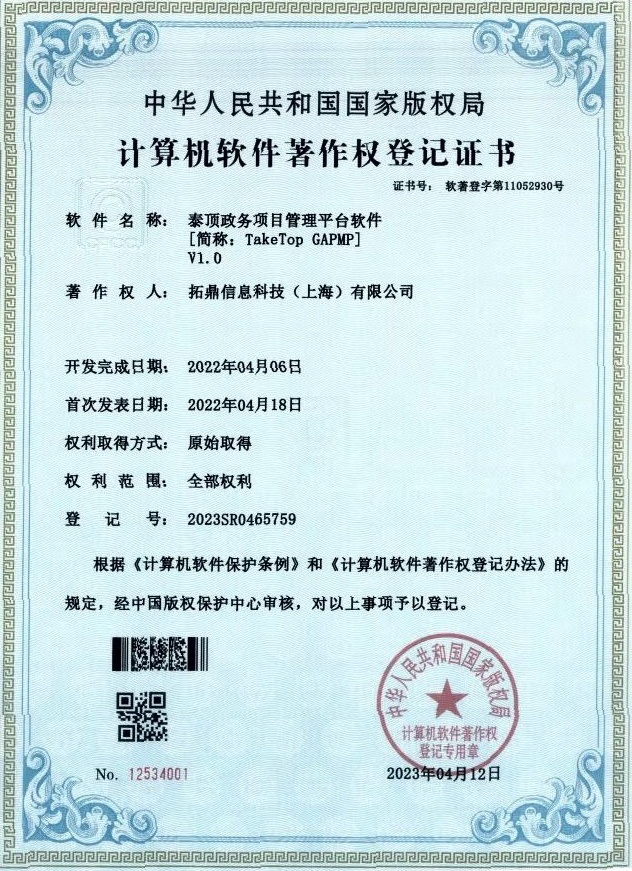 中华人民共和国国家版权局
计算机软件著作权登记证书
证书号： 软著登字第11052930号
软件名称： 泰顶政务项目管理平台软件
[简称：TakeTop GAPMP]
V1.0
著作权人： 拓鼎信息科技（上海）有限公司
开发完成日期： 2022年04月06日
首次发表日期： 2022年04月18日
权利取得方式： 原始取得
权利范围： 全部权利
登记号： 2023SR0465759
根据《计算机软件保护条例》和《计算机软件著作权登记办法》的
规定，经中国版权保护中心审核，对以上事项予以登记。
中华人民共和国国家版权局
计算机软件著作权
登记专用章
No. 12534001
2023年04月12日